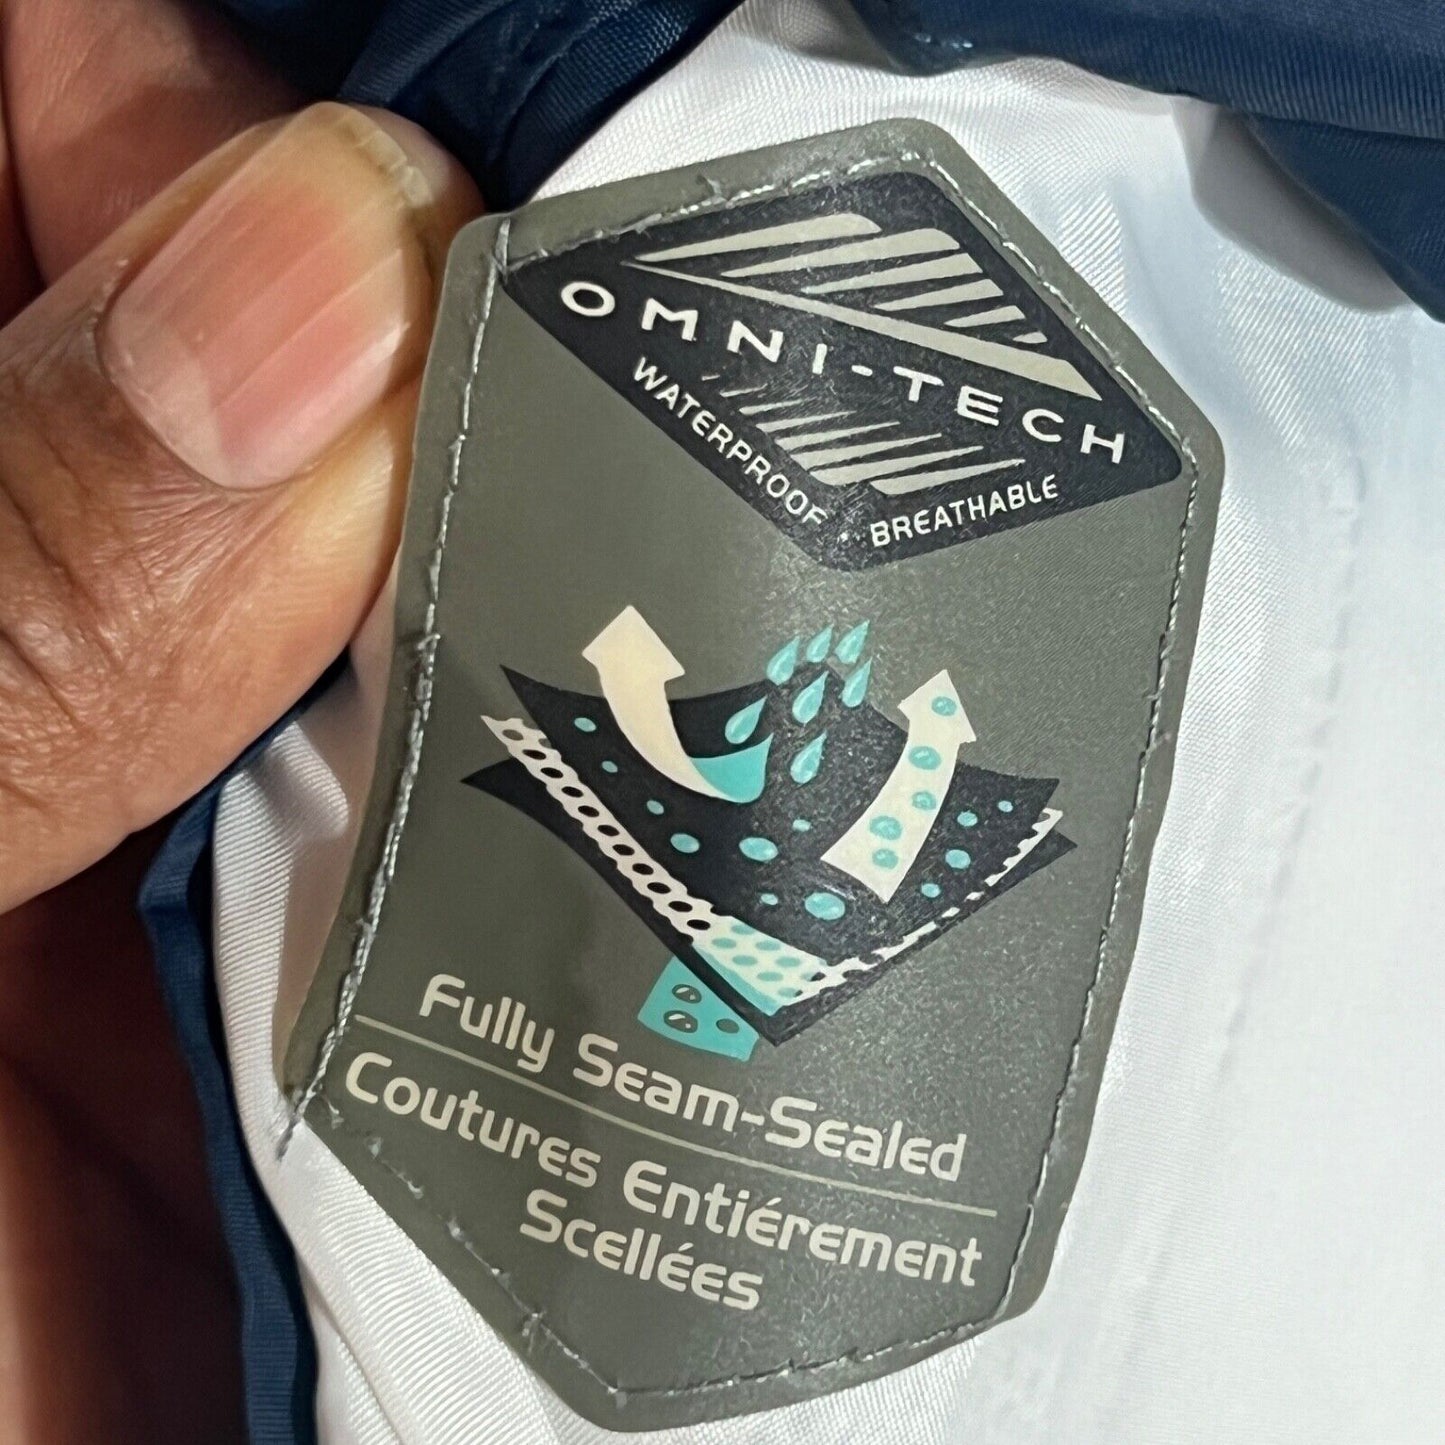 OMNI-TECH
WATERPROOF BREATHABLE
Fully Seam-Sealed
Coutures Entiérement
Scellées